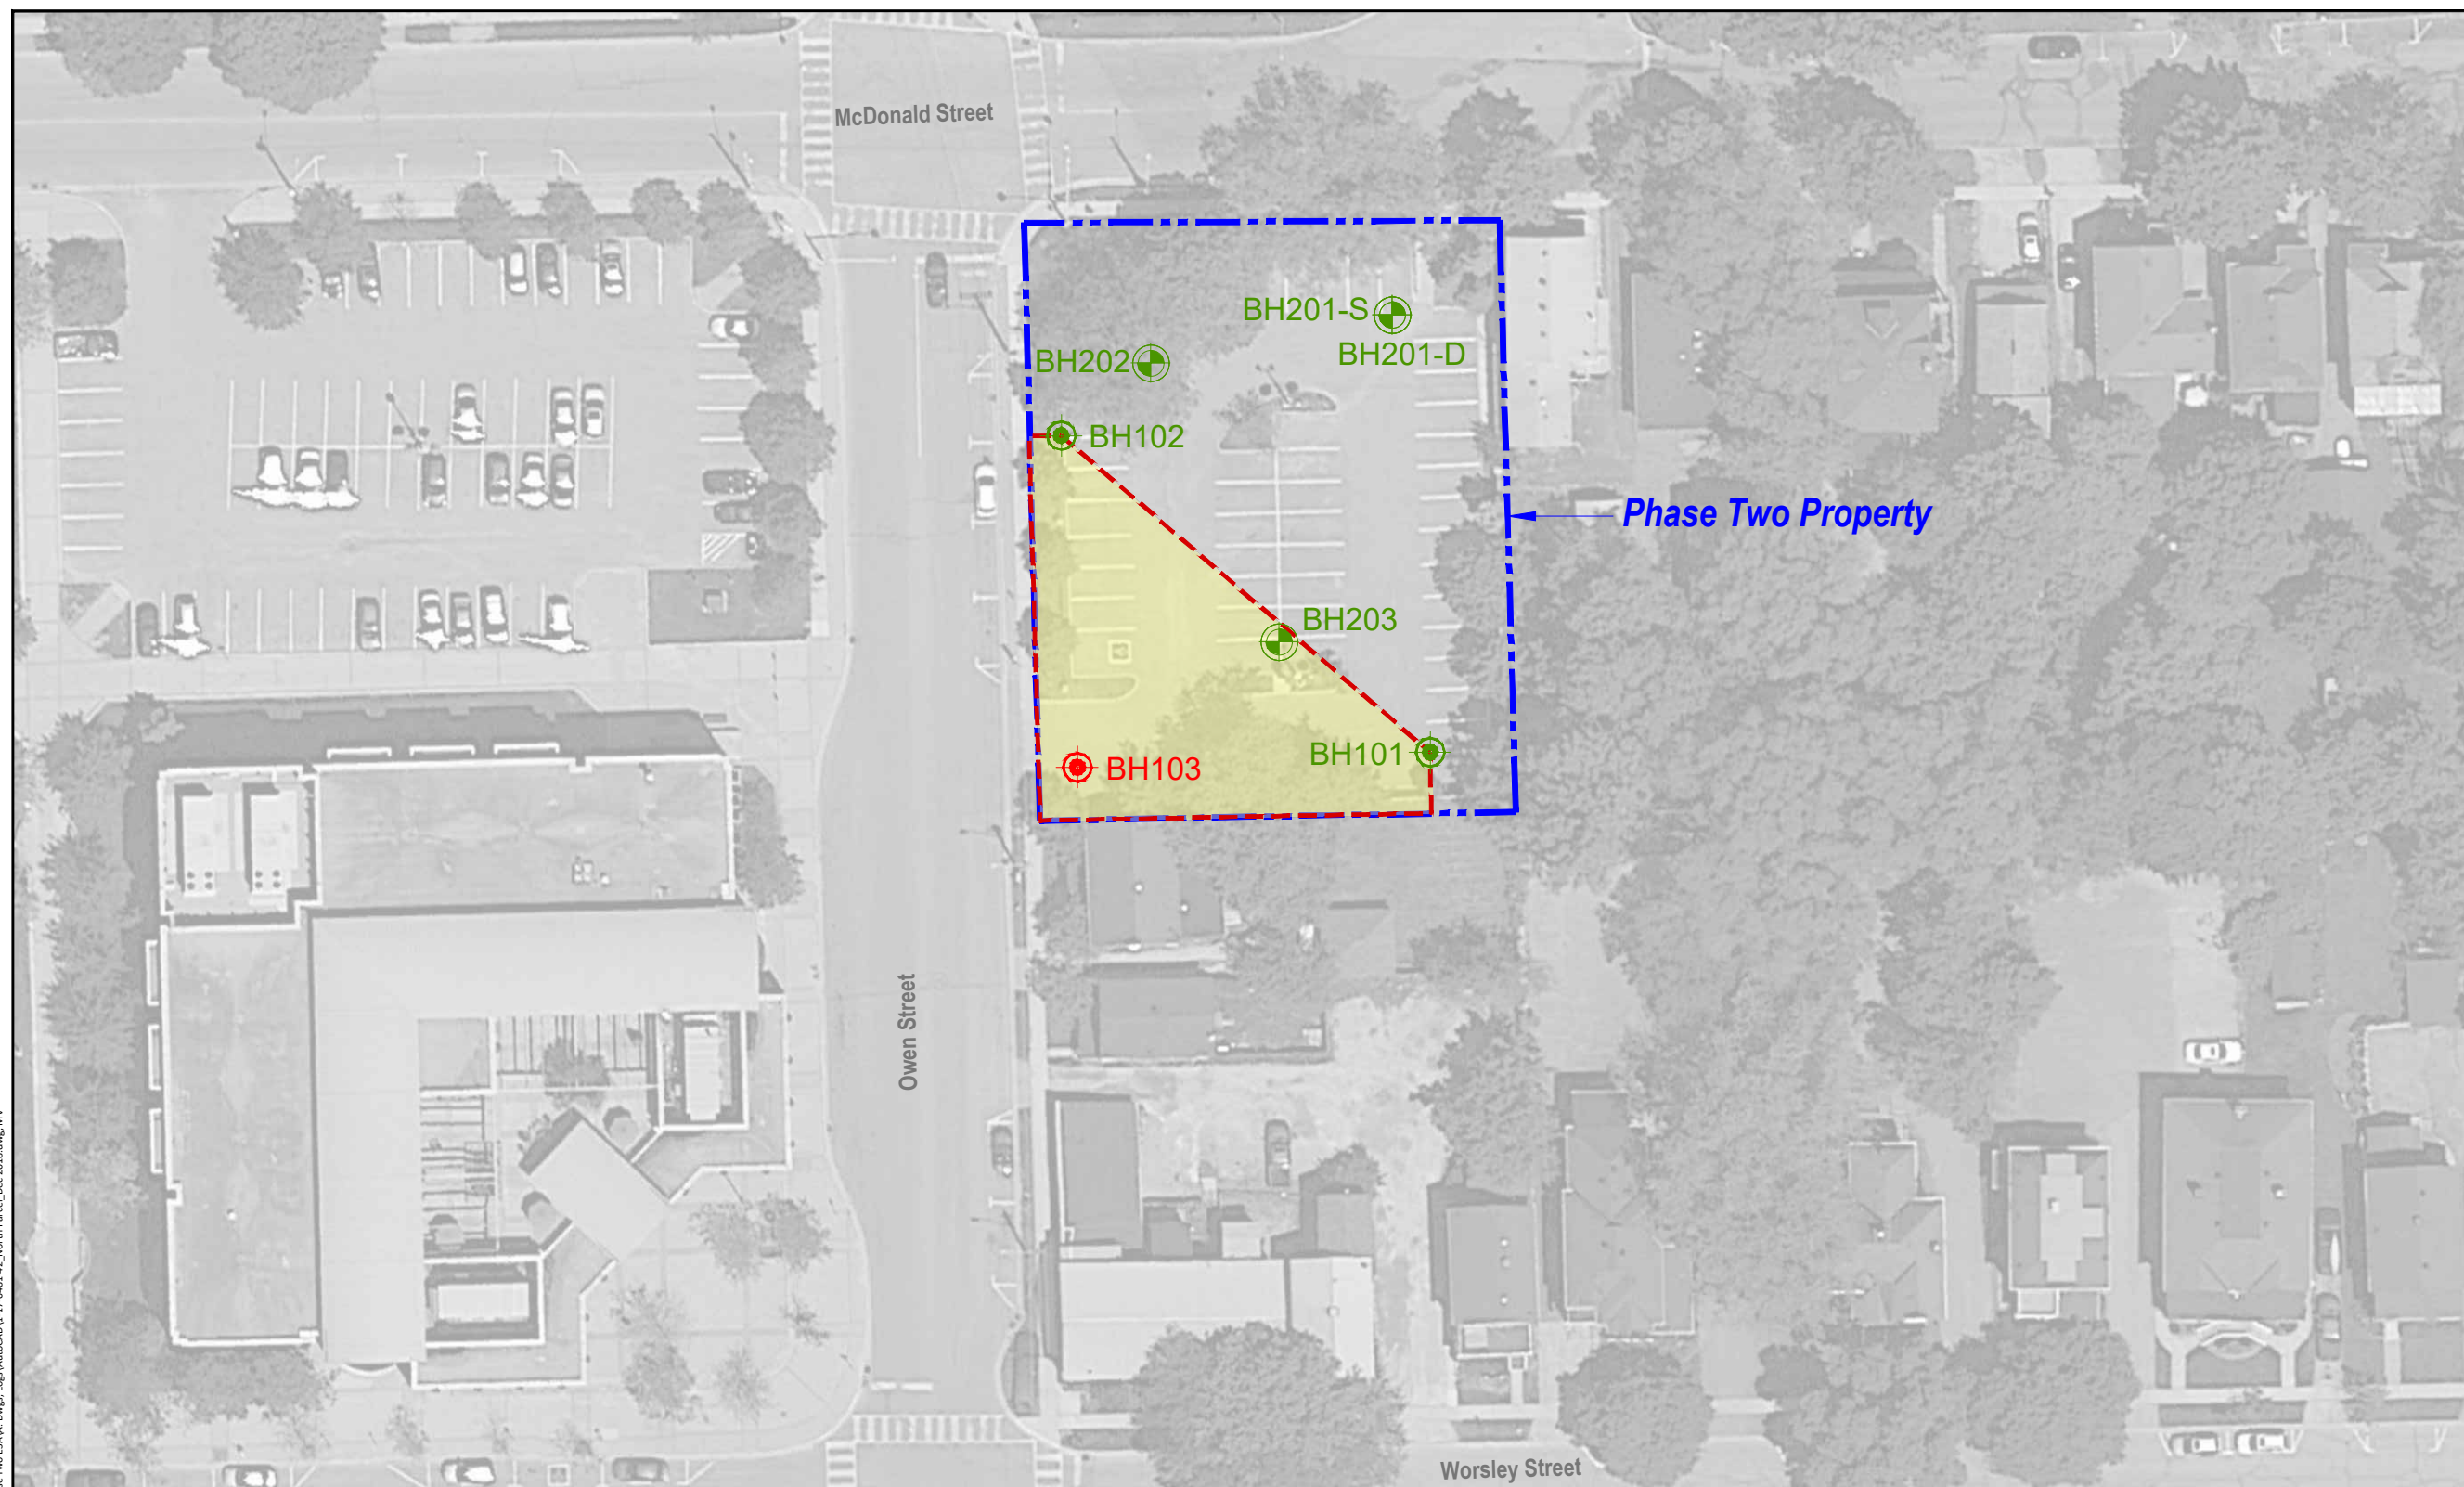 McDonald Street
BH201-S
BH201-D
BH202
BH102
Phase Two Property
BH203
BH101
BH103
Owen Street
Worsley Street